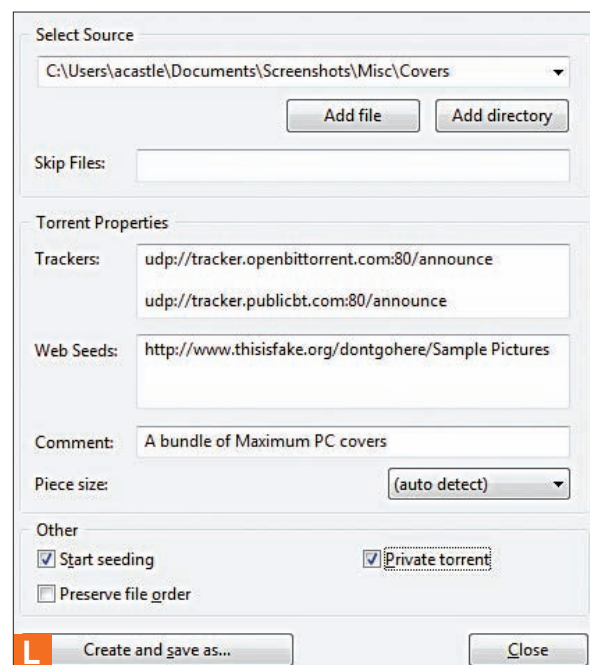 Select Source
C:\Users\acastle\Documents\Screenshots\Misc\Covers
Add file
Add directory
Skip Files:
Torrent Properties
Trackers:
udp://tracker.openbittorrent.com:80/announce
udp://tracker.publicbt.com:80/announce
Web Seeds:
http://www.thisisfake.org/dontgohere/Sample Pictures
Comment:
A bundle of Maximum PC covers
Piece size:
(auto detect)
Other
Start seeding
Private torrent
Preserve file order
L
Create and save as...
Close